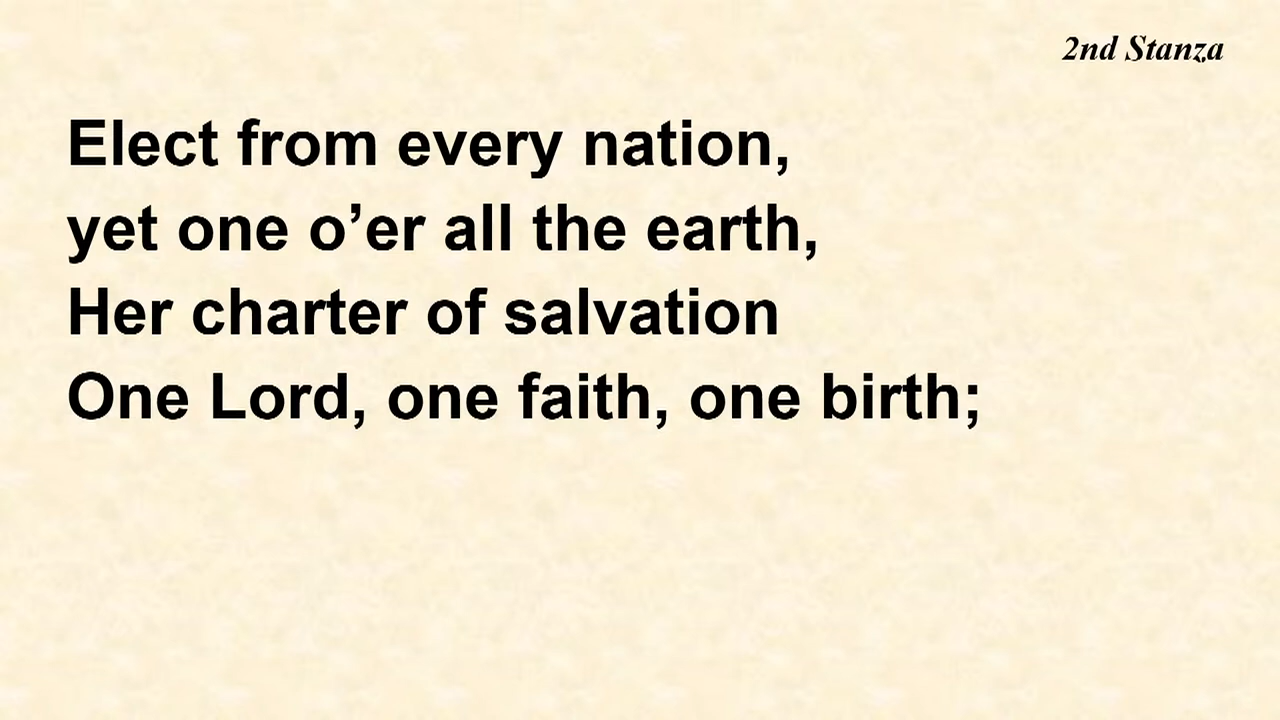 2nd Stanza
Elect from every nation,
yet one o’er all the earth,
Her charter of salvation
One Lord, one faith, one birth;